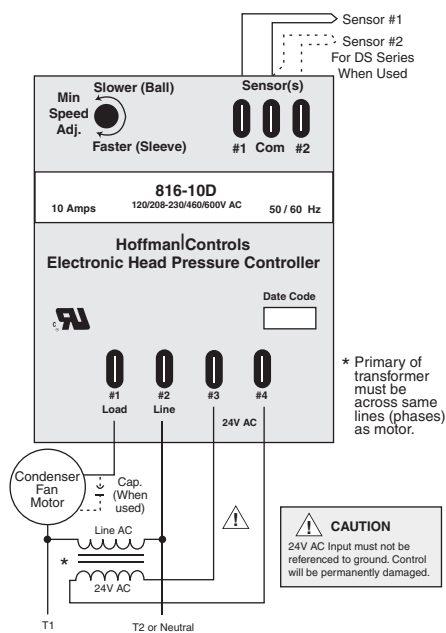 Sensor #1
Sensor #2
For DS Series
When Used
Slower (Ball)
Min
Speed
Adj.
Faster (Sleeve)
Sensor(s)
#1 Com #2
816-10D
10 Amps
120/208-230/460/600V AC
50 / 60 Hz
Hoffman Controls
Electronic Head Pressure Controller
Date Code
c RU
#1
Load
#2
Line
#3
#4
24V AC
* Primary of
transformer
must be
across same
lines (phases)
as motor.
Condenser
Fan
Motor
Cap.
(When
used)
Line AC
*
24V AC
! CAUTION
24V AC Input must not be
referenced to ground. Control
will be permanently damaged.
!
T1
T2 or Neutral